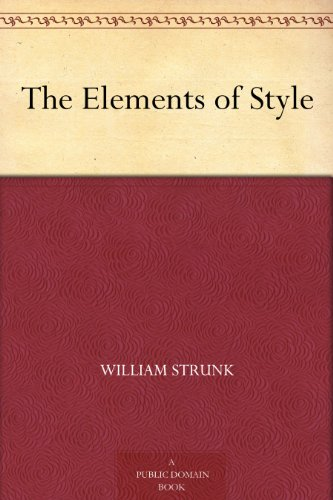 The Elements of Style
WILLIAM STRUNK
A
PUBLIC DOMAIN
BOOK